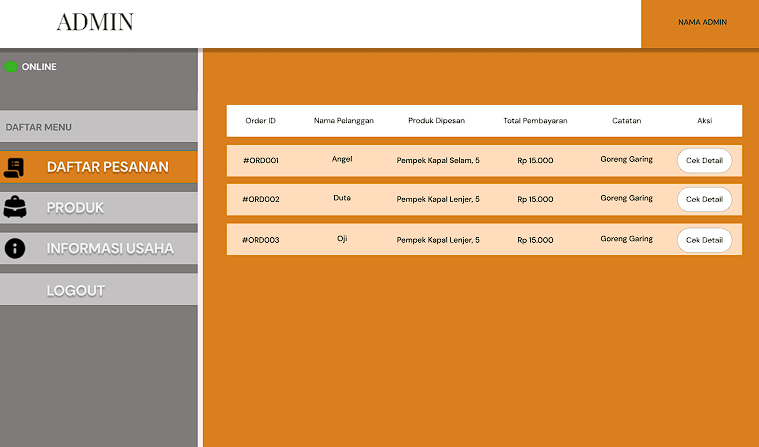 ADMIN
NAMA ADMIN
ONLINE
DAFTAR MENU
DAFTAR PESANAN
PRODUK
INFORMASI USAHA
LOGOUT
Order ID Nama Pelanggan Produk Dipesan Total Pembayaran Catatan Aksi
#ORD001 Angel Pempek Kapal Selam, 5 Rp 15.000 Goreng Garing Cek Detail
#ORD002 Duta Pempek Kapal Lenjer, 5 Rp 15.000 Goreng Garing Cek Detail
#ORD003 Oji Pempek Kapal Lenjer, 5 Rp 15.000 Goreng Garing Cek Detail